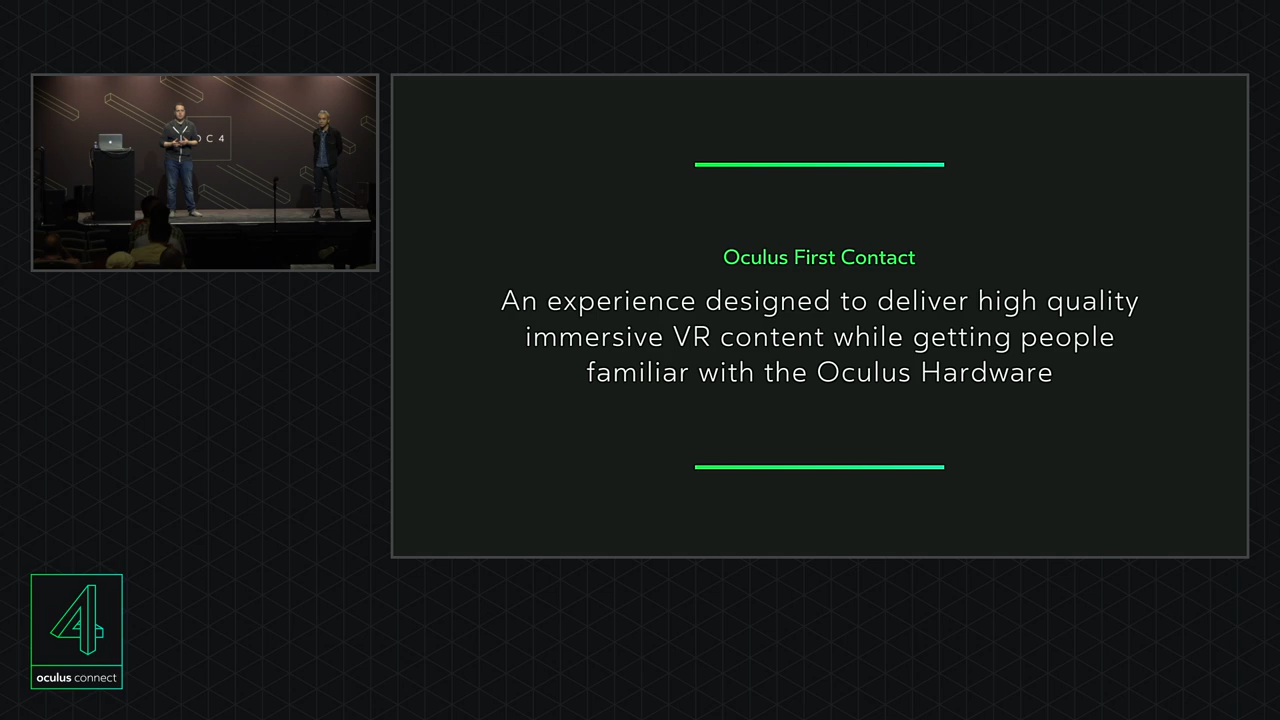 OC4
Oculus First Contact
An experience designed to deliver high quality
immersive VR content while getting people
familiar with the Oculus Hardware
4
oculus connect